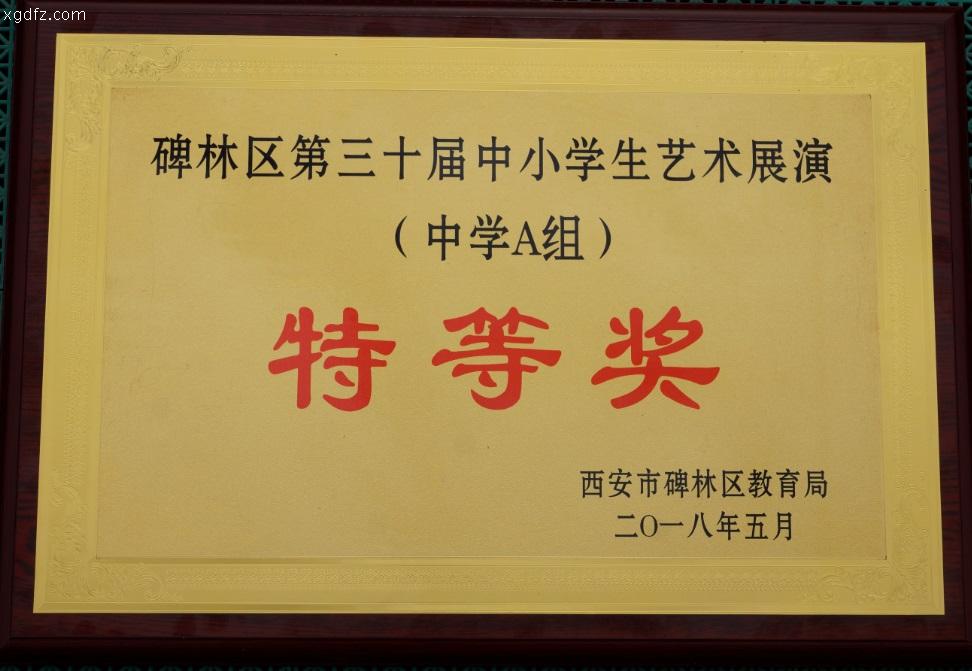 xgdfz.com
碑林区第三十届中小学生艺术展演
（中学A组）
特等奖
西安市碑林区教育局
二〇一八年五月